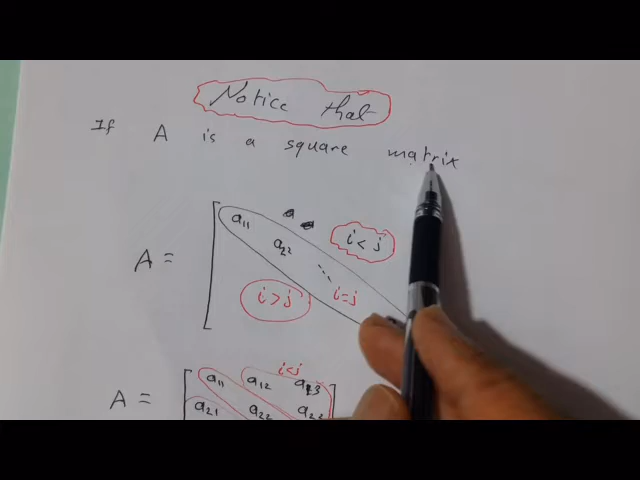 Notice that
If A is a square matrix
a11
a22
i < j
A =
i > j
i = j
i < j
a11 a12
A =
a21 a22